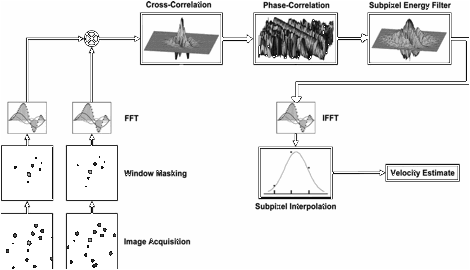 Cross-Correlation
Phase-Correlation
Subpixel Energy Filter
FFT
IFFT
Window Masking
Velocity Estimate
Subpixel Interpolation
Image Acquisition